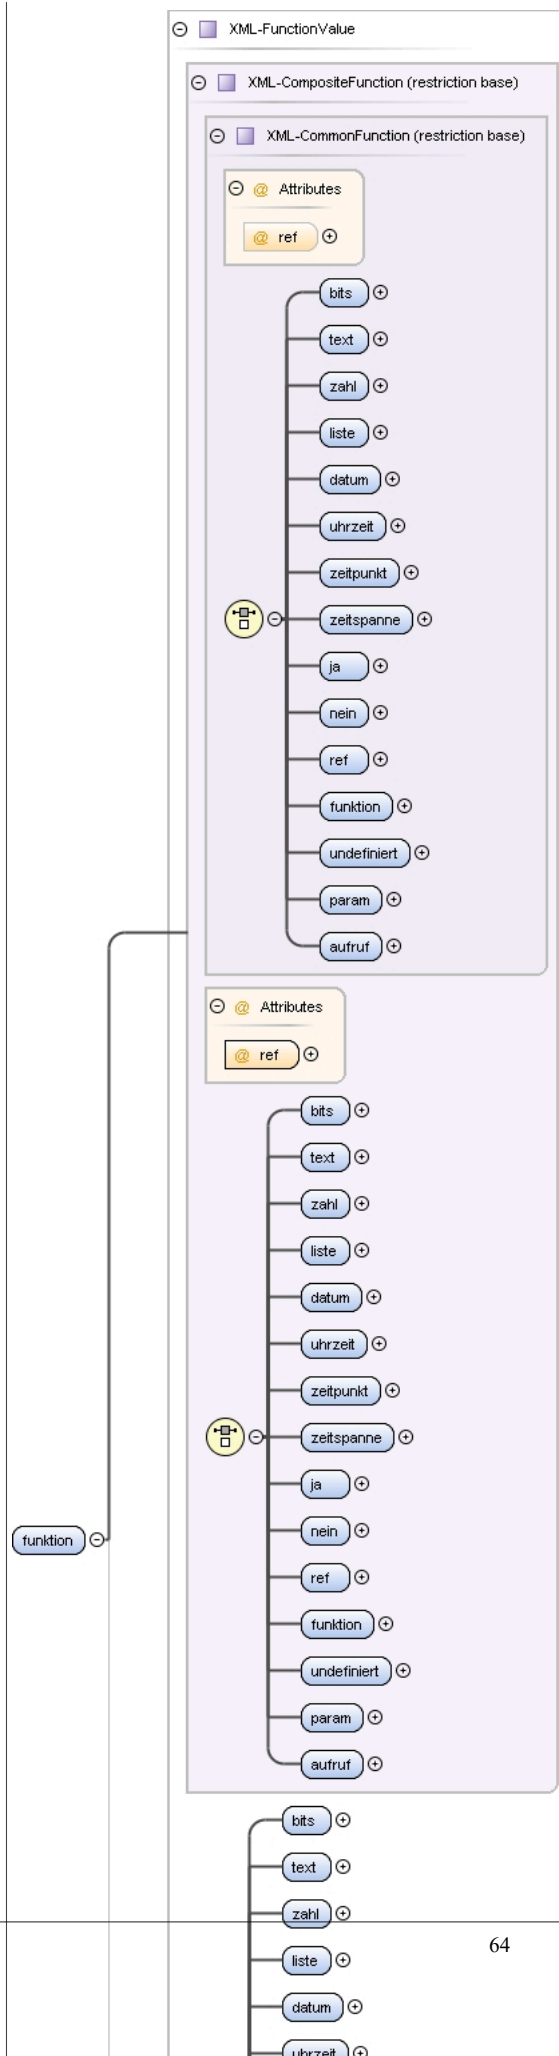 XML-FunctionValue
XML-CompositeFunction (restriction base)
XML-CommonFunction (restriction base)
@ Attributes
@ ref
bits
text
zahl
liste
datum
uhrzeit
zeitpunkt
zeitspanne
ja
nein
ref
funktion
undefiniert
param
aufruf
@ Attributes
@ ref
bits
text
zahl
liste
datum
uhrzeit
zeitpunkt
zeitspanne
ja
nein
ref
funktion
funktion
undefiniert
param
aufruf
bits
text
zahl
64
liste
datum
uhrzeit